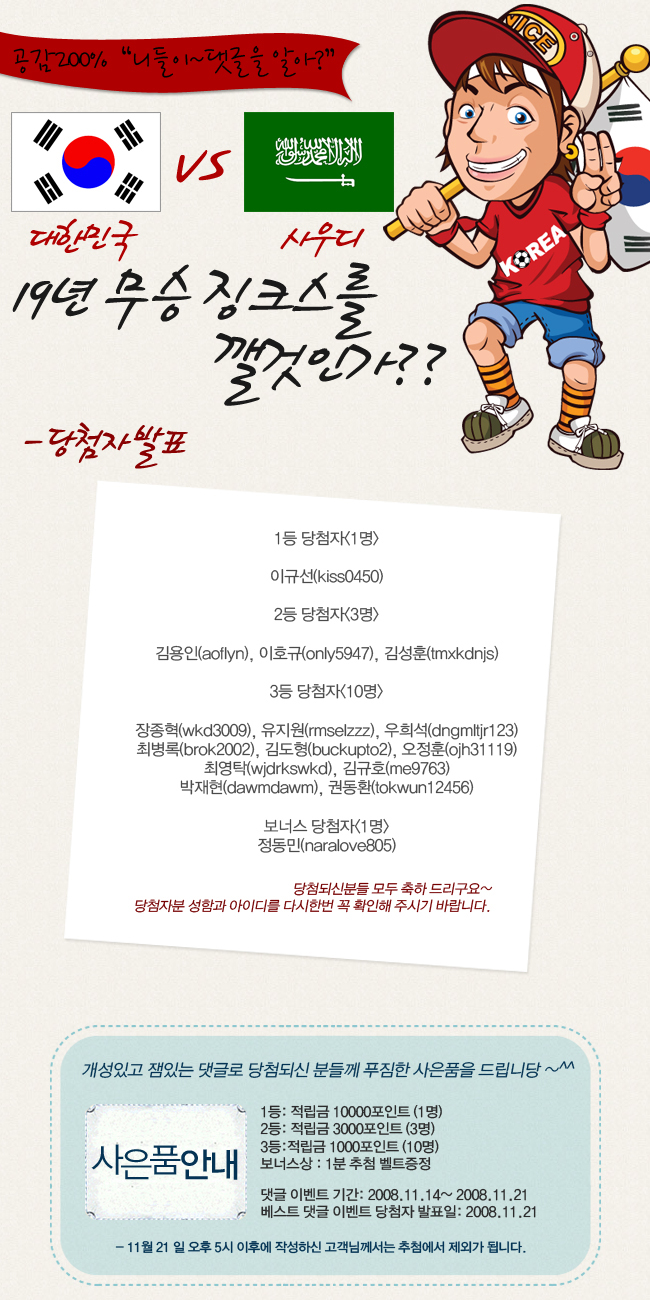 공감200% "니들이~댓글을 알아?"
NICE
VS
대한민국
사우디
KOREA
19년 무승 징크스를
깰것인가??
-당첨자발표
1등 당첨자<1명>
이규선(kiss0450)
2등 당첨자<3명>
김용인(aoflyn), 이호규(only5947), 김성훈(tmxkdnjs)
3등 당첨자<10명>
장종혁(wkd3009), 유지원(rmselzzz), 우희석(dngmltjr123)
최병록(brok2002), 김도형(buckupto2), 오정훈(ojh31119)
최영탁(wjdrkswkd), 김규호(me9763)
박재현(dawmdawm), 권동환(tokwun12456)
보너스 당첨자<1명>
정동민(naralove805)
당첨되신분들 모두 축하 드리구요~
당첨자분 성함과 아이디를 다시한번 꼭 확인해 주시기 바랍니다.
개성있고 잼있는 댓글로 당첨되신 분들께 푸짐한 사은품을 드립니당 ~^^
사은품안내
1등: 적립금 10000포인트 (1명)
2등: 적립금 3000포인트 (3명)
3등:적립금 1000포인트 (10명)
보너스상 : 1분 추첨 벨트증정
댓글 이벤트 기간: 2008.11.14~ 2008.11.21
베스트 댓글 이벤트 당첨자 발표일: 2008.11.21
- 11월 21 일 오후 5시 이후에 작성하신 고객님께서는 추첨에서 제외가 됩니다.